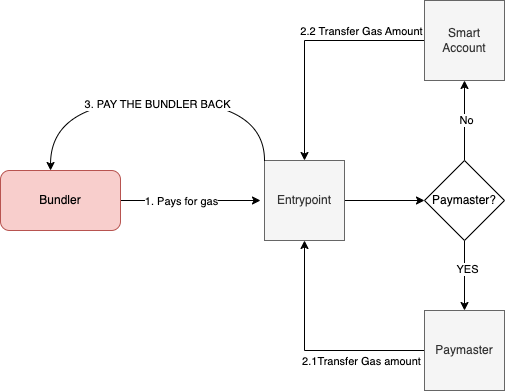 2.2 Transfer Gas Amount
Smart
Account
3. PAY THE BUNDLER BACK
No
Bundler
1. Pays for gas
Entrypoint
Paymaster?
YES
2.1Transfer Gas amount
Paymaster